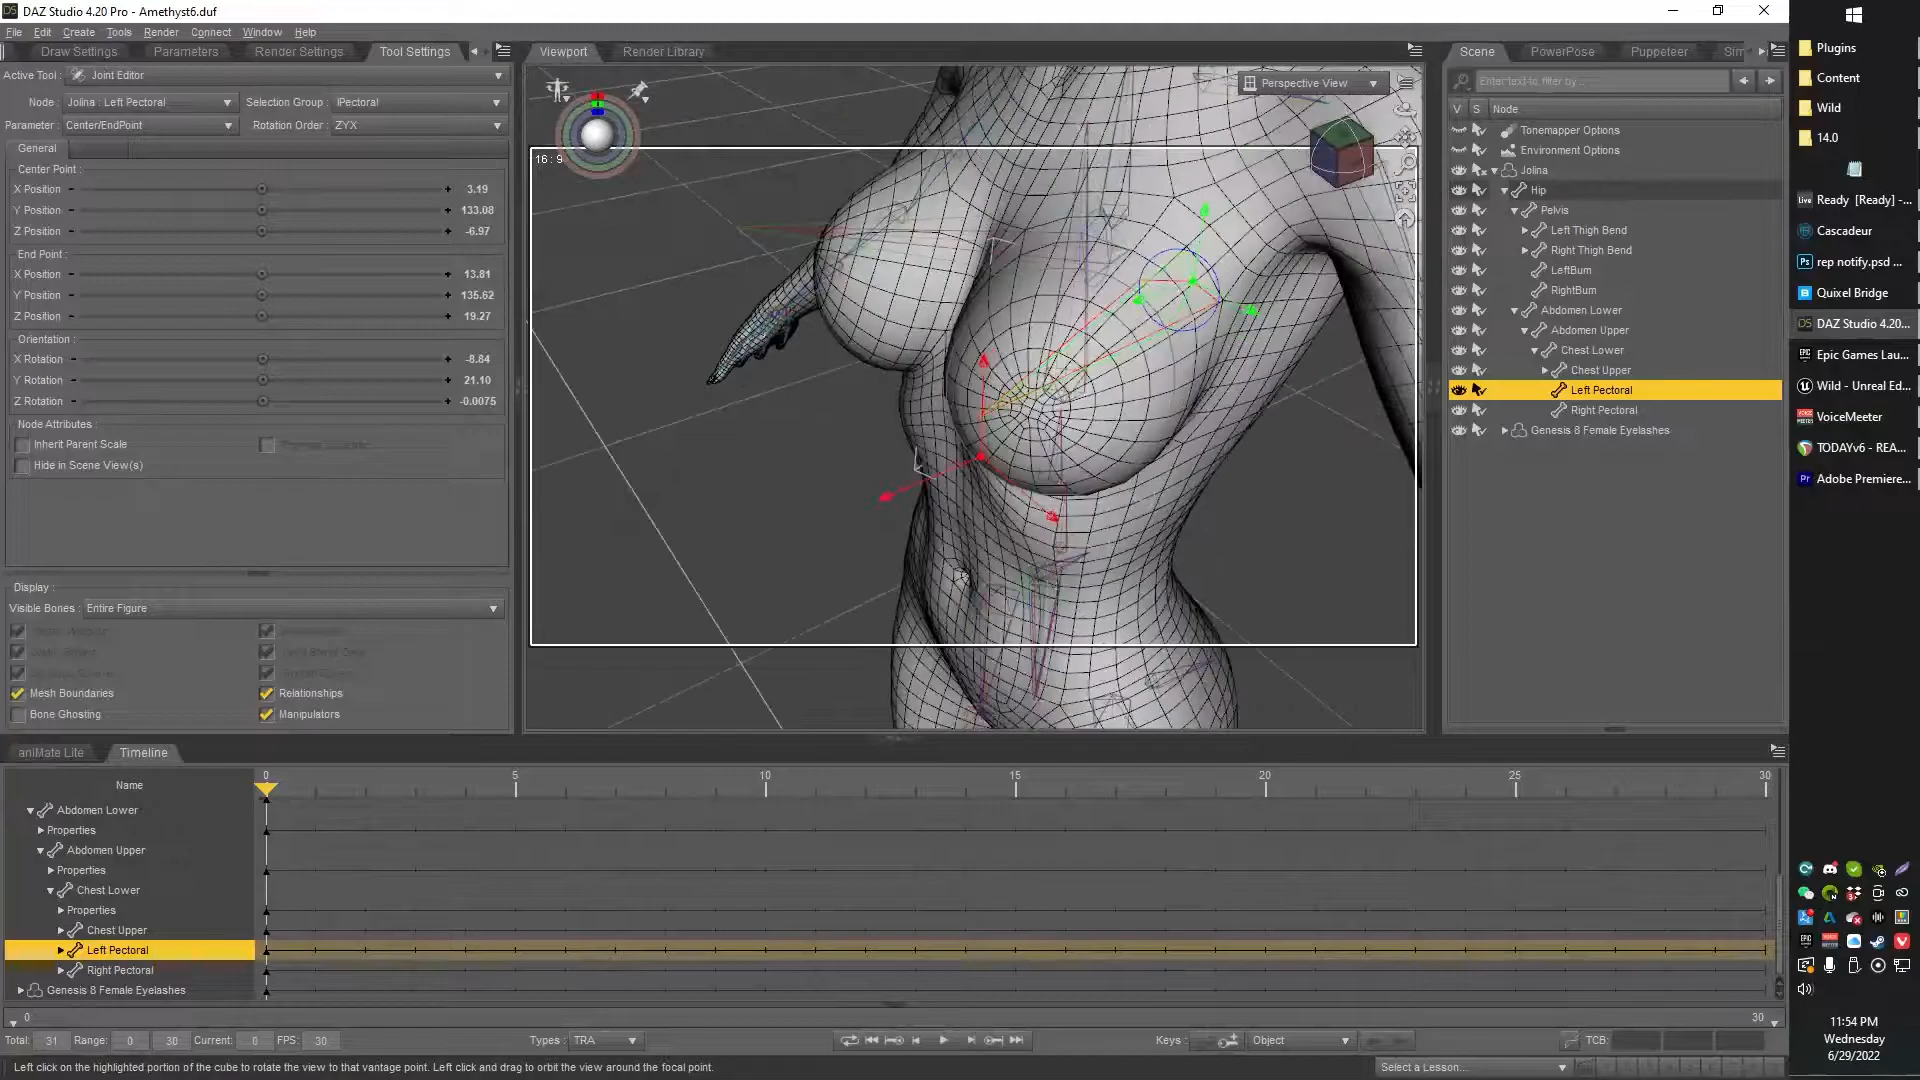 DAZ Studio 4.20 Pro - Amethyst6.duf
File Edit Create Tools Render Connect Window Help
Draw Settings Parameters Render Settings Tool Settings
Active Tool : Joint Editor
Node : Jolina : Left Pectoral Selection Group : lPectoral
Parameter : Center/EndPoint Rotation Order : ZYX
General
Center Point :
X Position 3.19
Y Position 133.08
Z Position -6.97
End Point :
X Position 13.81
Y Position 135.62
Z Position 19.27
Orientation :
X Rotation -8.84
Y Rotation 21.10
Z Rotation -0.0075
Node Attributes :
Inherit Parent Scale
Hide in Scene View(s)
Display :
Visible Bones : Entire Figure
Mesh Boundaries Relationships
Bone Ghosting Manipulators
Viewport Render Library
Perspective View
16 : 9
Scene PowerPose Puppeteer Sim
Enter text to filter by ...
V S Node
Tonemapper Options
Environment Options
Jolina
Hip
Pelvis
Left Thigh Bend
Right Thigh Bend
LeftBum
RightBum
Abdomen Lower
Abdomen Upper
Chest Lower
Chest Upper
Left Pectoral
Right Pectoral
Genesis 8 Female Eyelashes
aniMate Lite Timeline
Name 0 5 10 15 20 25 30
Abdomen Lower
Properties
Abdomen Upper
Properties
Chest Lower
Properties
Chest Upper
Left Pectoral
Right Pectoral
Genesis 8 Female Eyelashes
0 30
Total: 31 Range: 0 30 Current: 0 FPS: 30 Types : TRA Keys : Object TCB:
Left click on the highlighted portion of the cube to rotate the view to that vantage point. Left click and drag to orbit the view around the focal point. Select a Lesson...
Plugins
Content
Wild
14.0
Live Ready [Ready] -...
Cascadeur
Ps rep notify.psd ...
Quixel Bridge
DS DAZ Studio 4.20...
Epic Games Lau...
Wild - Unreal Ed...
VoiceMeeter
TODAYv6 - REA...
Pr Adobe Premiere...
11:54 PM
Wednesday
6/29/2022